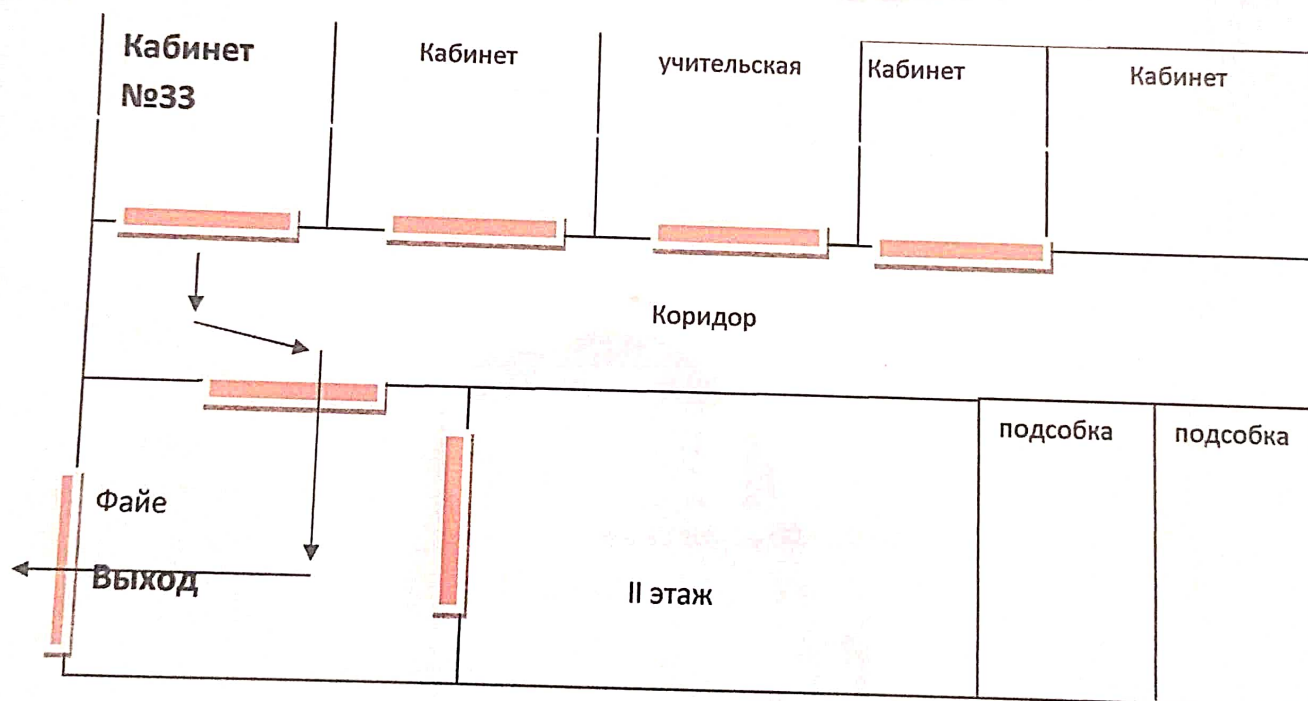 Кабинет
№33
Кабинет
учительская
Кабинет
Кабинет
Коридор
подсобка
подсобка
Файе
Выход
II этаж